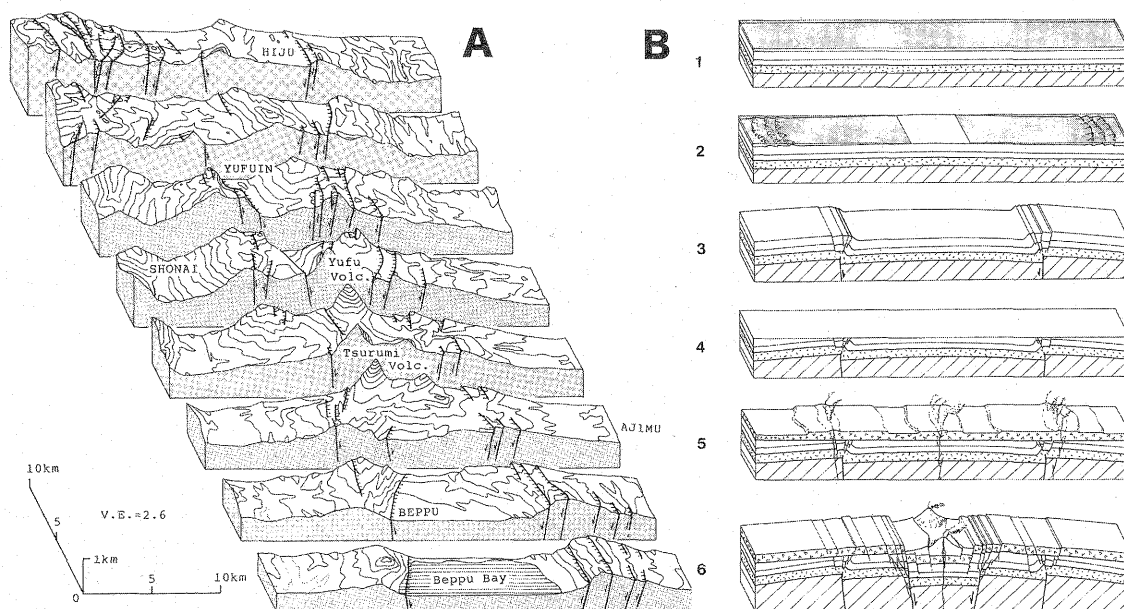 A
HIJU
YUFUIN
SHONAI
Yufu
Volc.
Tsurumi
Volc.
AJIMU
BEPPU
Beppu Bay
10km
5
V.E.=2.6
1km
0
5
10km
B
1
2
3
4
5
6